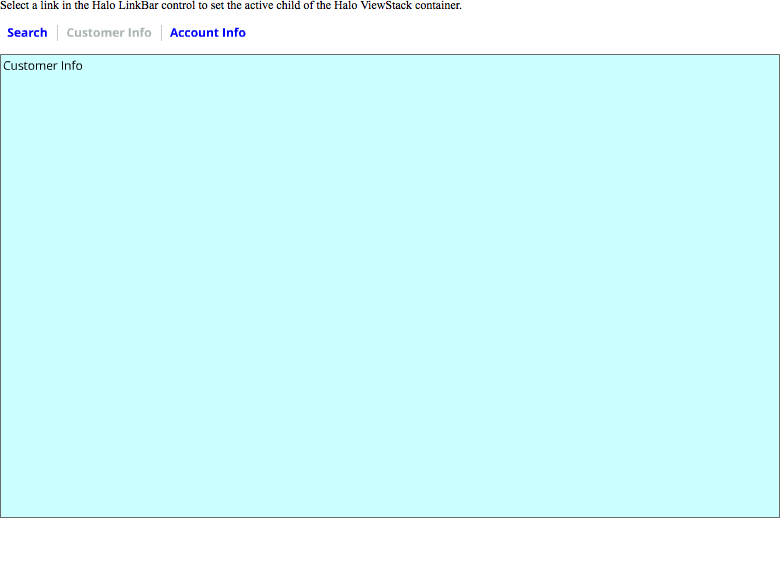 Select a link in the Halo LinkBar control to set the active child of the Halo ViewStack container.
Search Customer Info Account Info
Customer Info